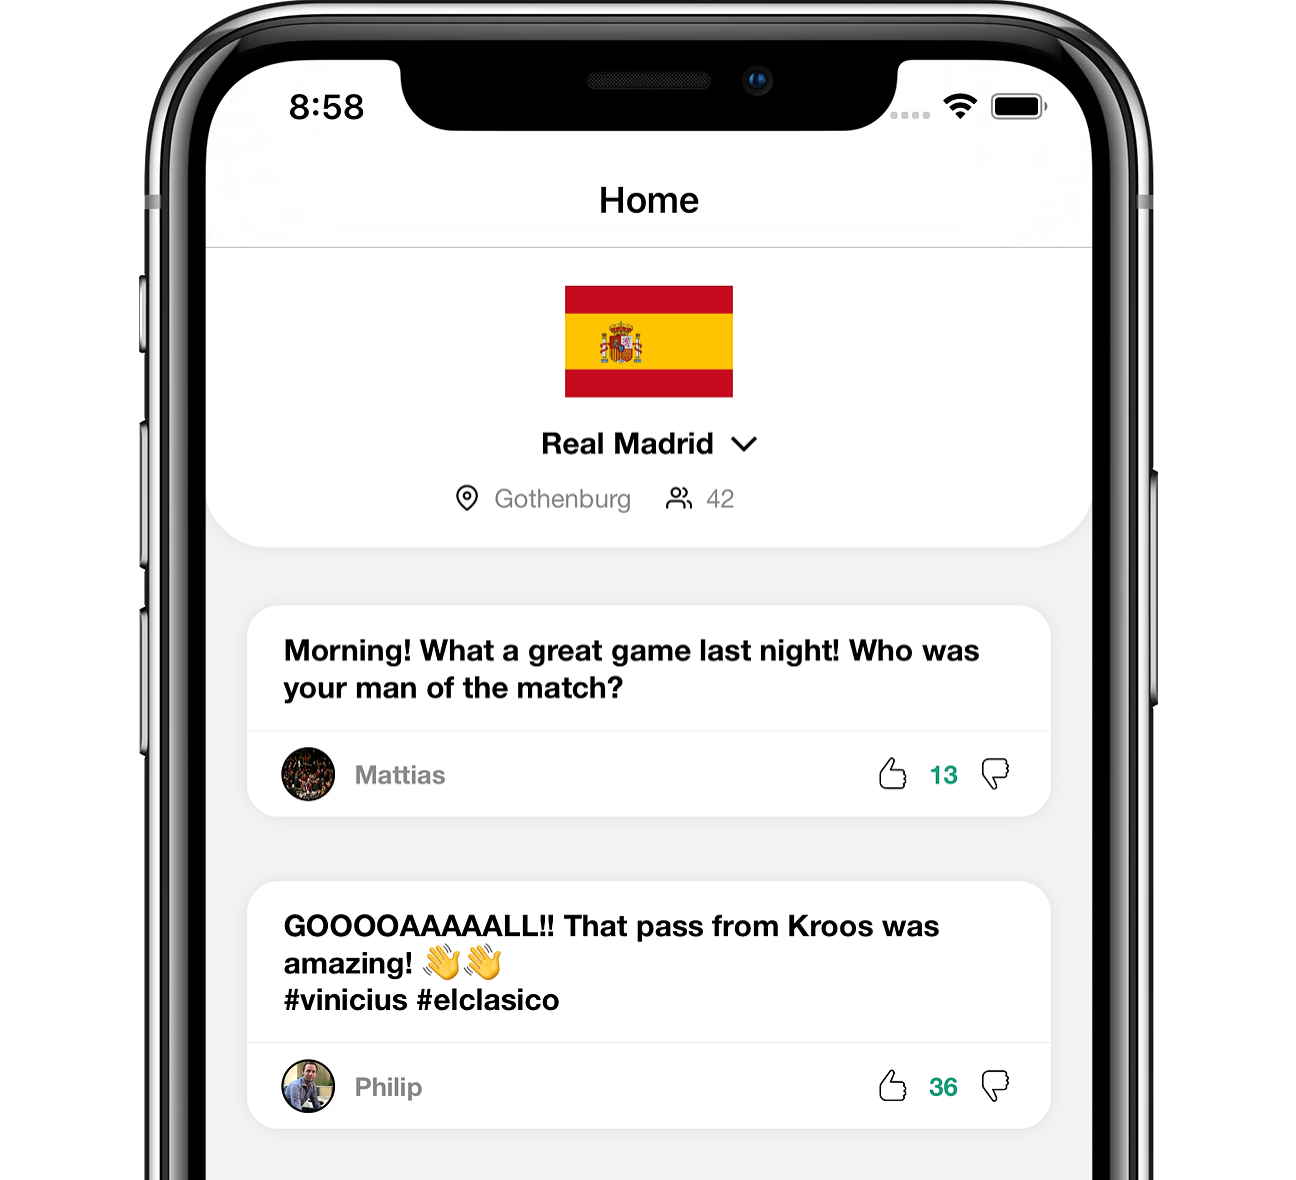 8:58
Home
Real Madrid
Gothenburg 42
Morning! What a great game last night! Who was
your man of the match?
Mattias 13
GOOOOAAAAALL!! That pass from Kroos was
amazing! 👋👋
#vinicius #elclasico
Philip 36